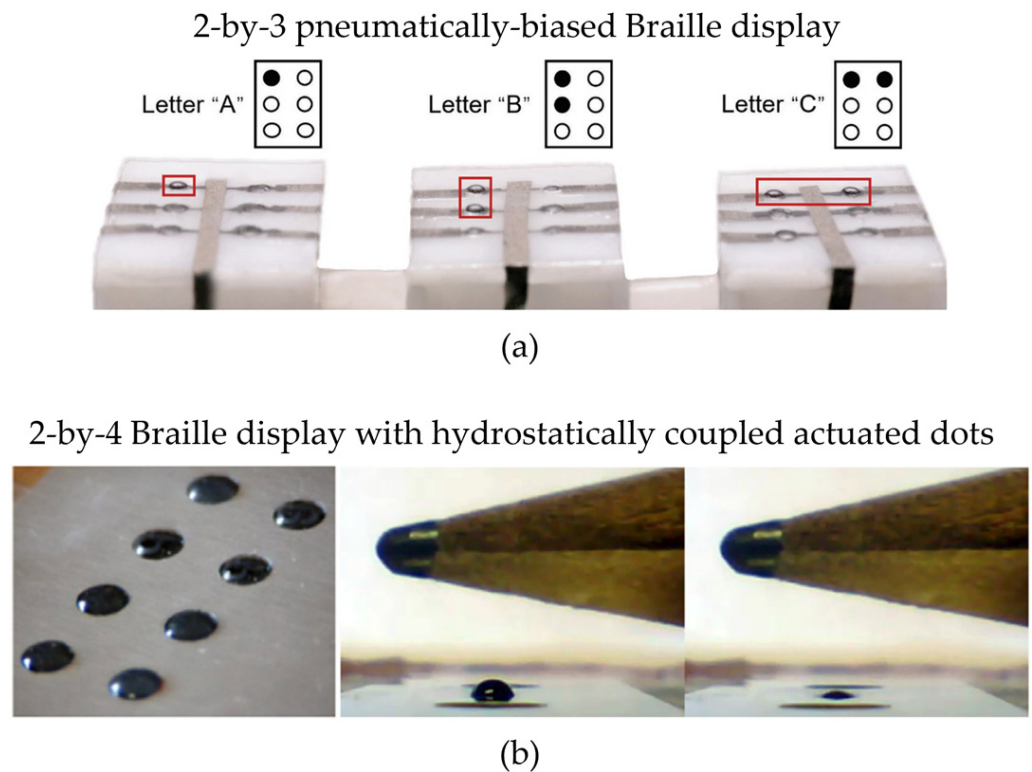 2-by-3 pneumatically-biased Braille display
Letter “A”
Letter “B”
Letter “C”
(a)
2-by-4 Braille display with hydrostatically coupled actuated dots
(b)